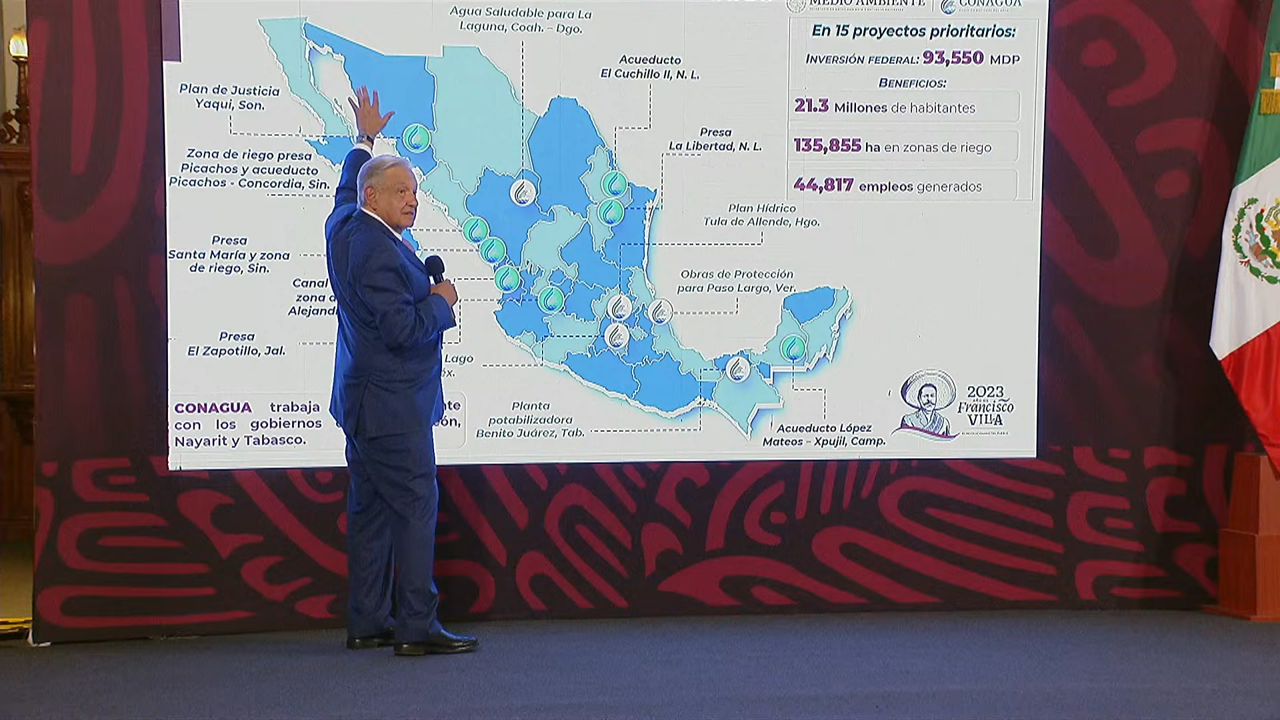 MEDIO AMBIENTE
CONAGUA
Agua Saludable para La
Laguna, Coah. – Dgo.
En 15 proyectos prioritarios:
INVERSIÓN FEDERAL: 93,550 MDP
BENEFICIOS:
21.3 Millones de habitantes
135,855 ha en zonas de riego
44,817 empleos generados
Acueducto
El Cuchillo II, N. L.
Plan de Justicia
Yaqui, Son.
Presa
La Libertad, N. L.
Zona de riego presa
Picachos y acueducto
Picachos - Concordia, Sin.
Plan Hídrico
Tula de Allende, Hgo.
Presa
Santa María y zona
de riego, Sin.
Obras de Protección
para Paso Largo, Ver.
Canal
zona d
Alejand
Presa
El Zapotillo, Jal.
Lago
éx.
Planta
potabilizadora
Benito Juárez, Tab.
Acueducto López
Mateos – Xpujil, Camp.
CONAGUA trabaja
con los gobiernos
Nayarit y Tabasco.
2023
Francisco
VILLA